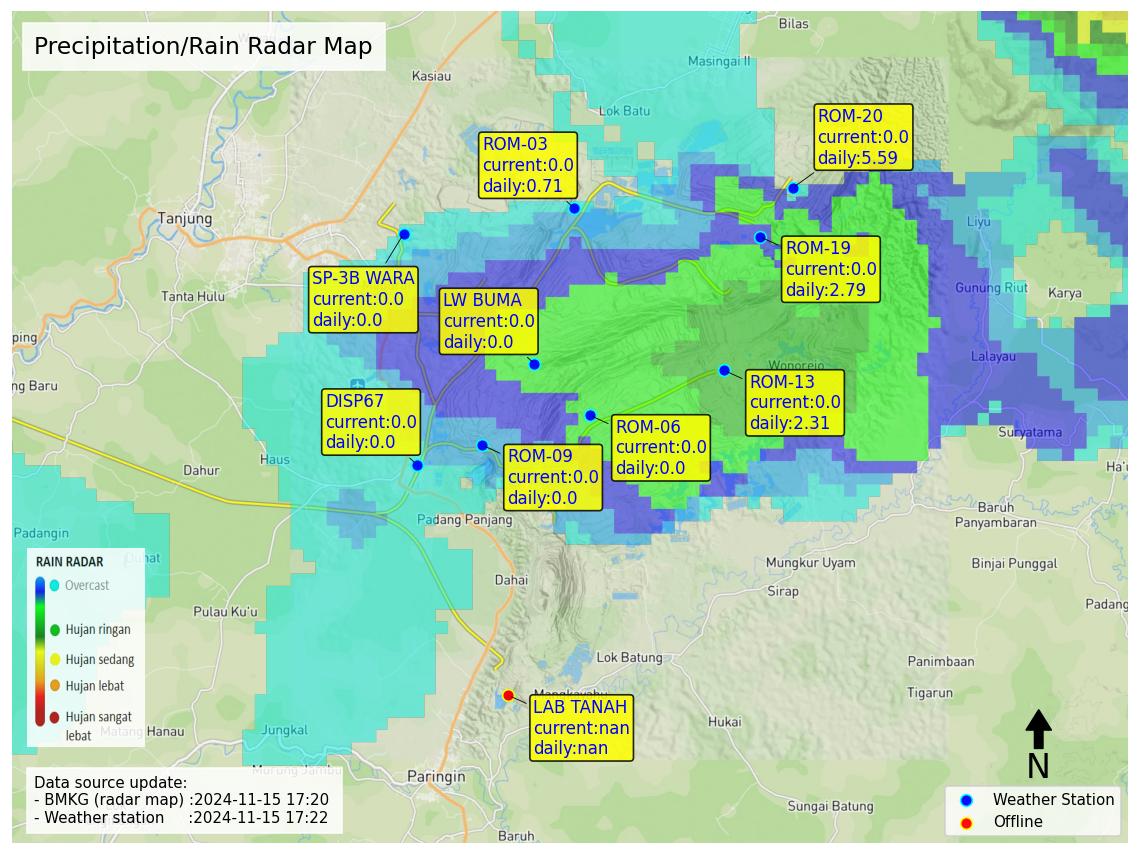 Precipitation/Rain Radar Map
Bilas
Masingai II
Kasiau
Lok Batu
ROM-20
current:0.0
daily:5.59
ROM-03
current:0.0
daily:0.71
Tanjung
Liyu
ROM-19
current:0.0
daily:2.79
SP-3B WARA
current:0.0
daily:0.0
Tanta Hulu
LW BUMA
current:0.0
daily:0.0
Gunung Riut
Karya
ping
Lalayau
Wonorejo
ng Baru
ROM-13
current:0.0
daily:2.31
DISP67
current:0.0
daily:0.0
ROM-06
current:0.0
daily:0.0
Suryatama
Haus
Dahur
ROM-09
current:0.0
daily:0.0
Ha'u
Padang Panjang
Baruh
Panyambaran
Padangin
Mungkur Uyam
Binjai Punggal
Dahai
Sirap
Padang
Pulau Ku'u
RAIN RADAR
Overcast
Hujan ringan
Hujan sedang
Hujan lebat
Hujan sangat
lebat
Lok Batung
Panimbaan
Tigarun
LAB TANAH
current:nan
daily:nan
Hukai
Matang Hanau
Jungkal
Murung Jambu
Paringin
Data source update:
- BMKG (radar map) :2024-11-15 17:20
- Weather station :2024-11-15 17:22
N
Sungai Batung
Weather Station
Offline
Baruh